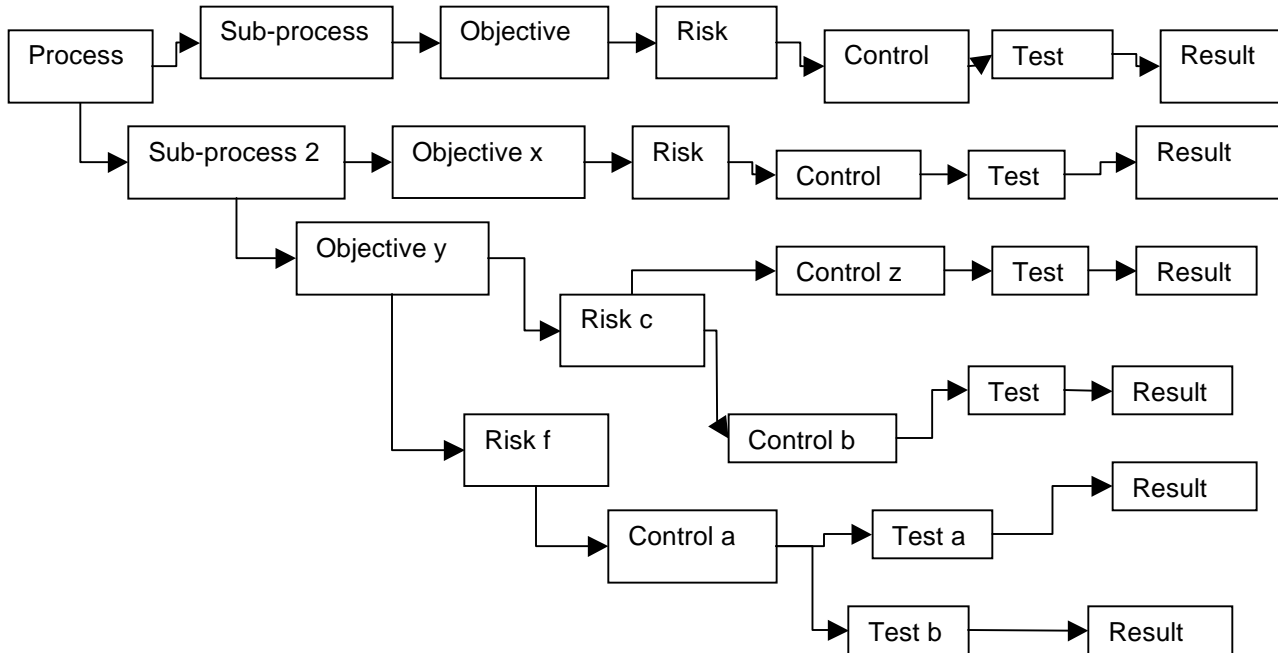 Process
Sub-process
Objective
Risk
Control
Test
Result
Sub-process 2
Objective x
Risk
Control
Test
Result
Objective y
Risk c
Control z
Test
Result
Control b
Test
Result
Risk f
Control a
Test a
Result
Test b
Result